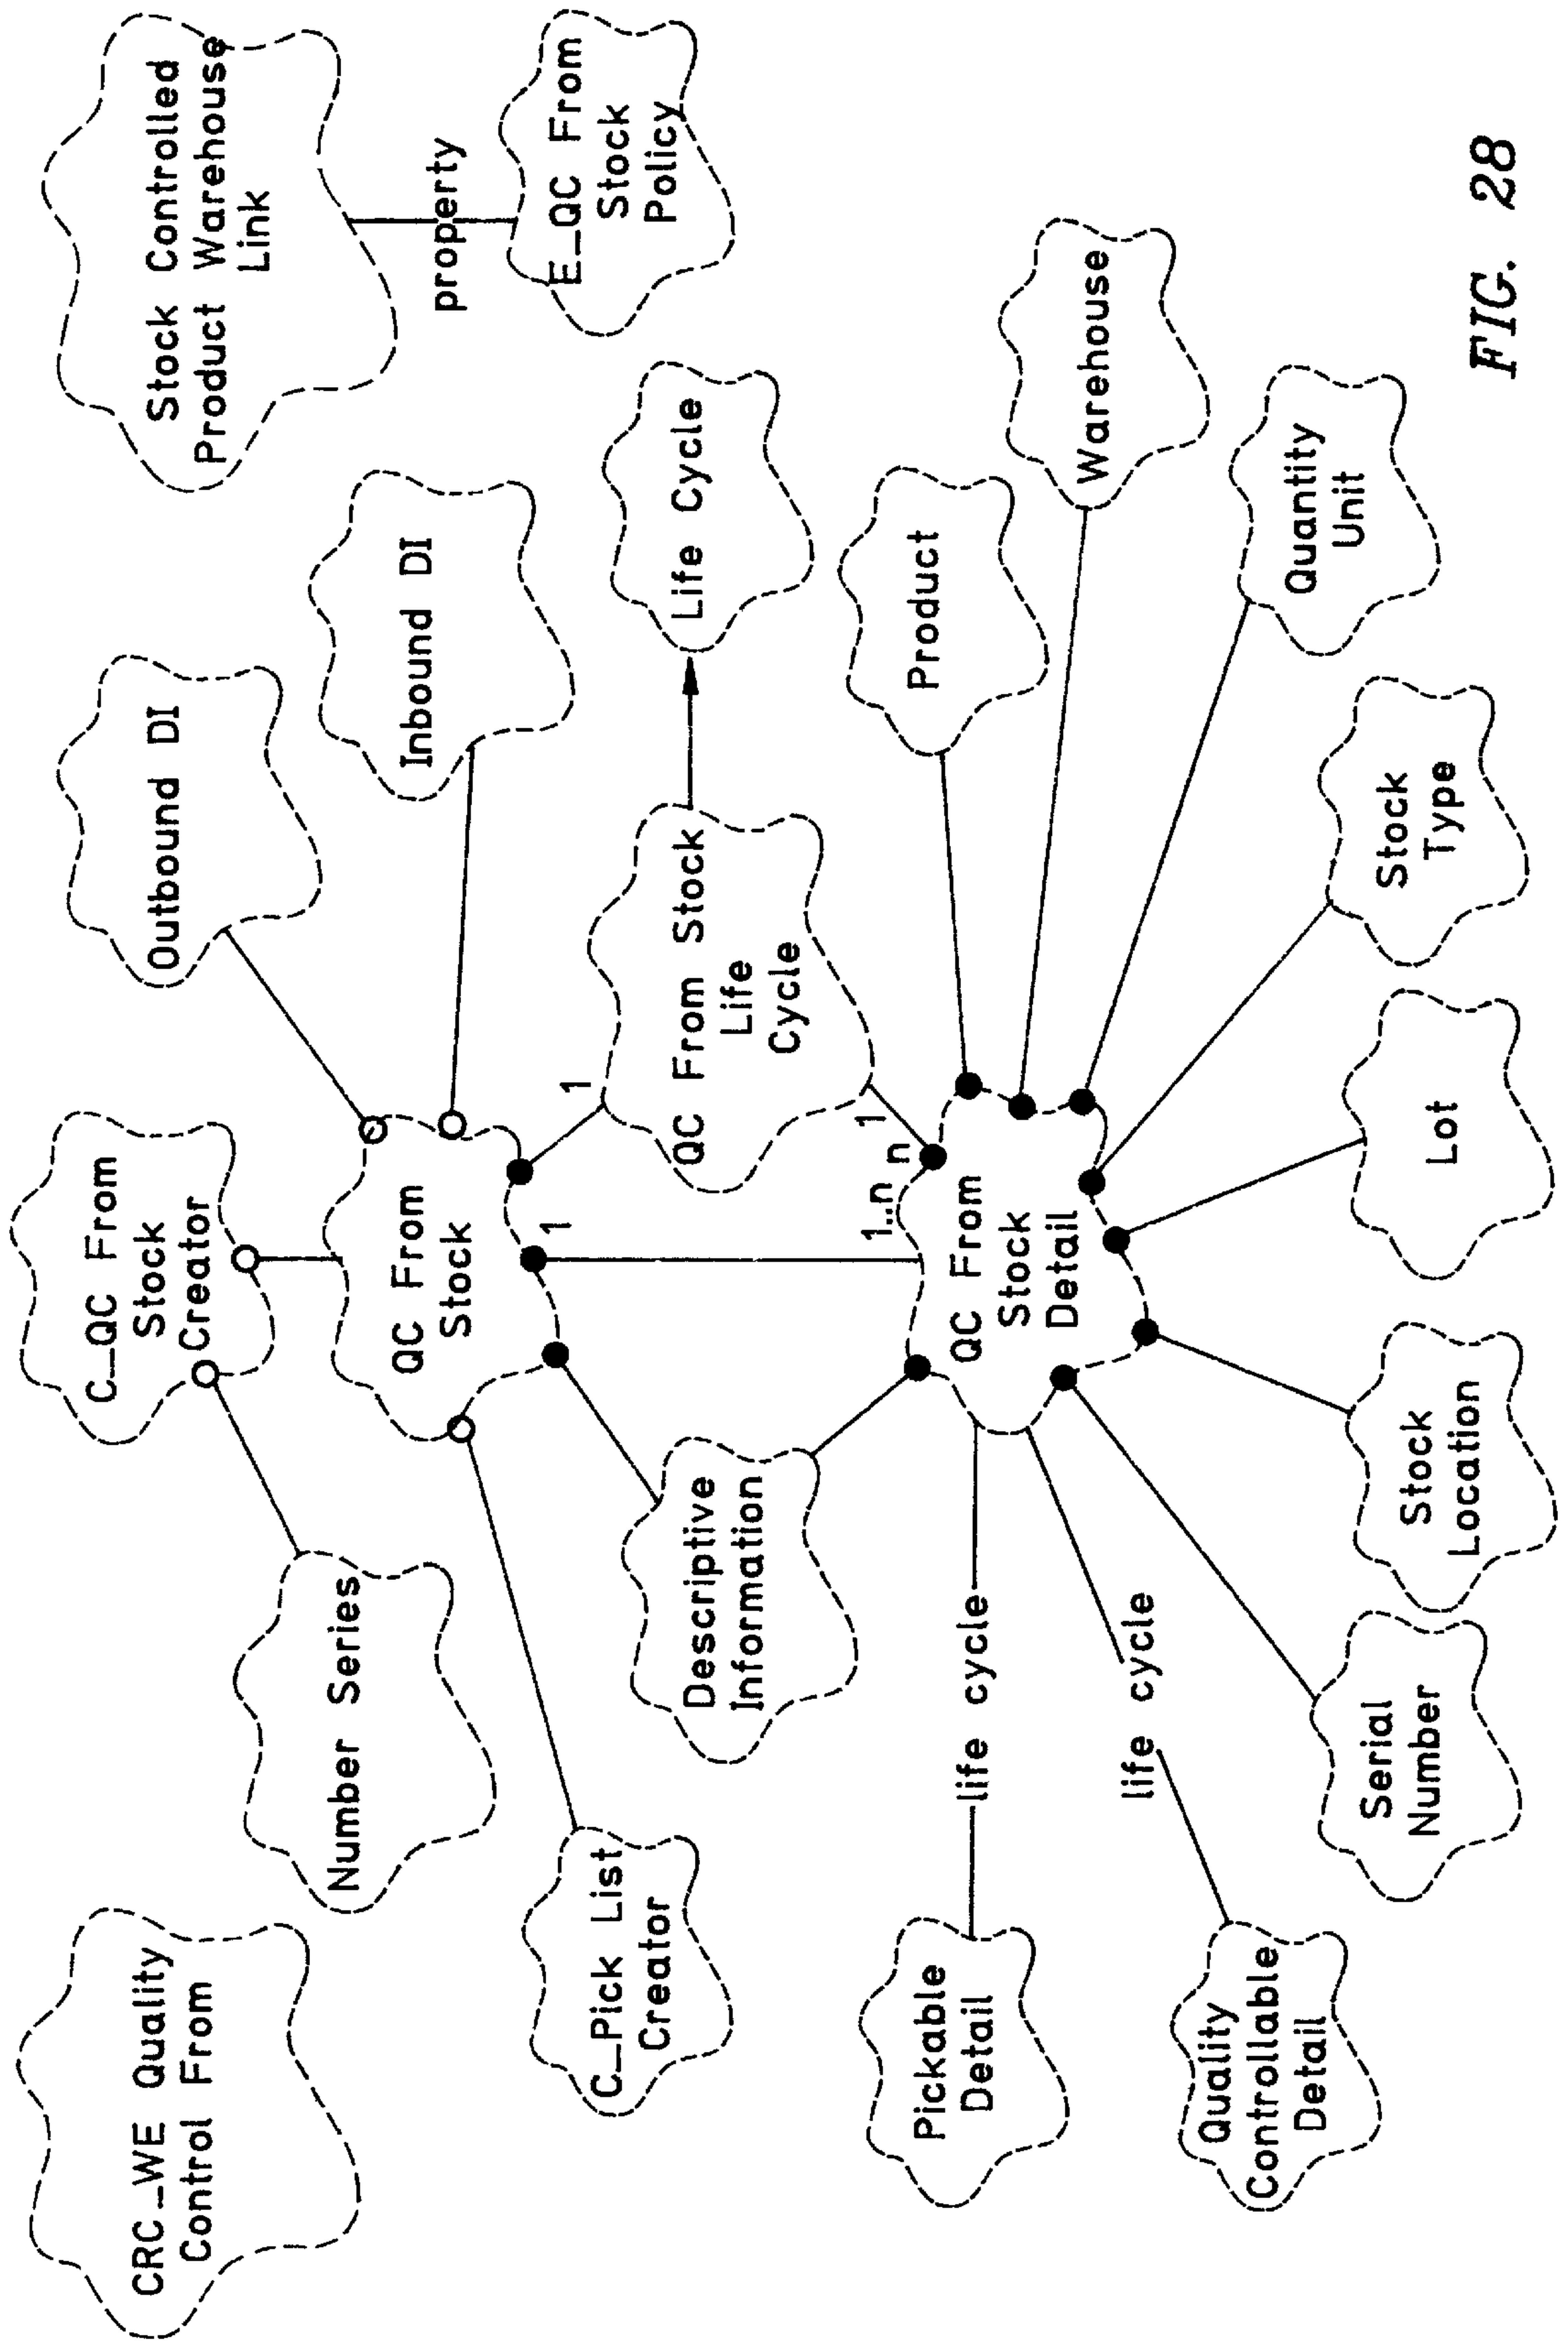 CRC_WE Quality
Control From
C_QC From
Stock
Creator
Outbound DI
Stock Controlled
Product Warehouse
Link
Number Series
QC From
Stock
Inbound DI
property
E_QC From
Stock
Policy
C_Pick List
Creator
Descriptive
Information
1
1
QC From Stock
Life
Cycle
Life Cycle
1..n
n
1
Pickable
Detail
life cycle
QC From
Stock
Detail
Product
Warehouse
Quality
Controllable
Detail
life cycle
Quantity
Unit
Serial
Number
Stock
Location
Lot
Stock
Type
FIG. 28